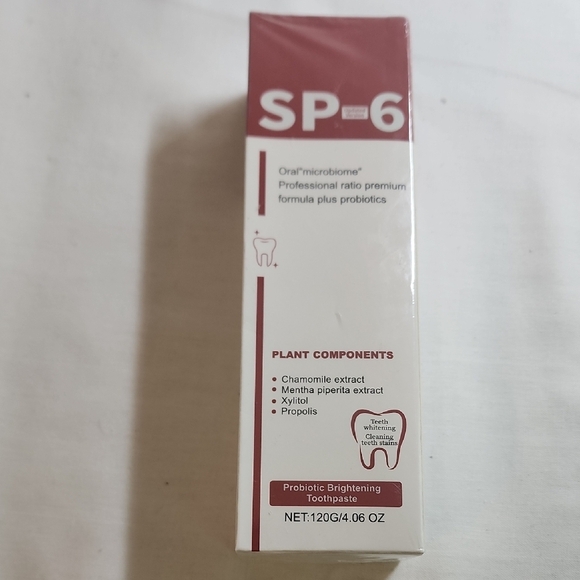 SP-6
Oral"microbiome"
Professional ratio premium
formula plus probiotics
PLANT COMPONENTS
• Chamomile extract
• Mentha piperita extract
• Xylitol
• Propolis
Teeth
whitening
Cleaning
teeth stains
Probiotic Brightening
Toothpaste
NET:120G/4.06 OZ